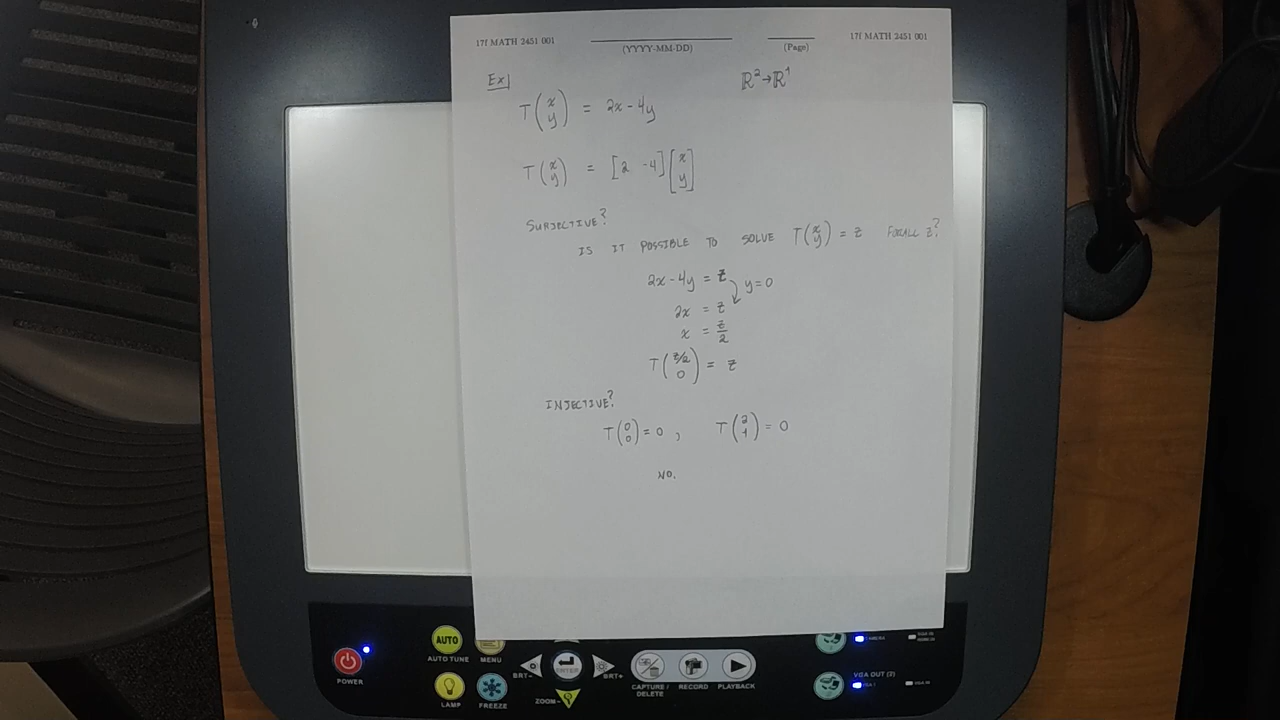 17f MATH 2451 001 (YYYY-MM-DD) (Page) 17f MATH 2451 001
Ex] ℝ² → ℝ¹
T(x y) = 2x - 4y
T(x y) = [2 -4][x y]
SURJECTIVE?
IS IT POSSIBLE TO SOLVE T(x y) = z FOR ALL z?
2x - 4y = z
y = 0
2x = z
x = z/2
T(z/2 0) = z
INJECTIVE?
T(0 0) = 0 , T(2 1) = 0
NO.
POWER
AUTO
AUTO TUNE
MENU
LAMP
FREEZE
BRT-
ENTER
BRT+
ZOOM-
CAPTURE / DELETE
RECORD
PLAYBACK
VGA OUT (2)